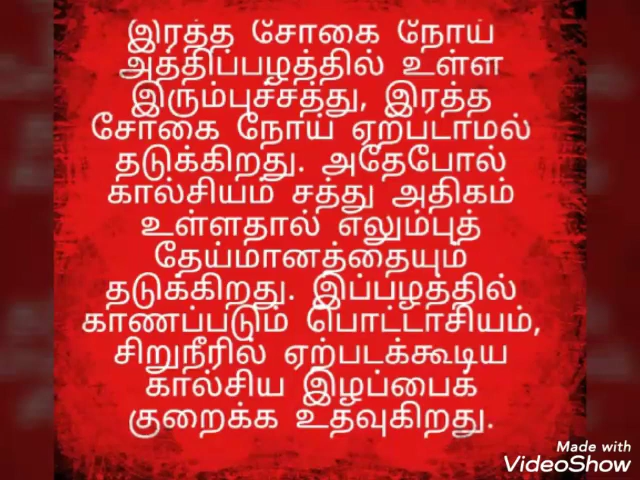 இரத்த சோகை நோய்
அத்திப்பழத்தில் உள்ள
இரும்புச்சத்து, இரத்த
சோகை நோய் ஏற்படாமல்
தடுக்கிறது. அதேபோல்
கால்சியம் சத்து அதிகம்
உள்ளதால் எலும்புத்
தேய்மானத்தையும்
தடுக்கிறது. இப்பழத்தில்
காணப்படும் பொட்டாசியம்,
சிறுநீரில் ஏற்படக்கூடிய
கால்சிய இழப்பைக்
குறைக்க உதவுகிறது.
Made with
VideoShow